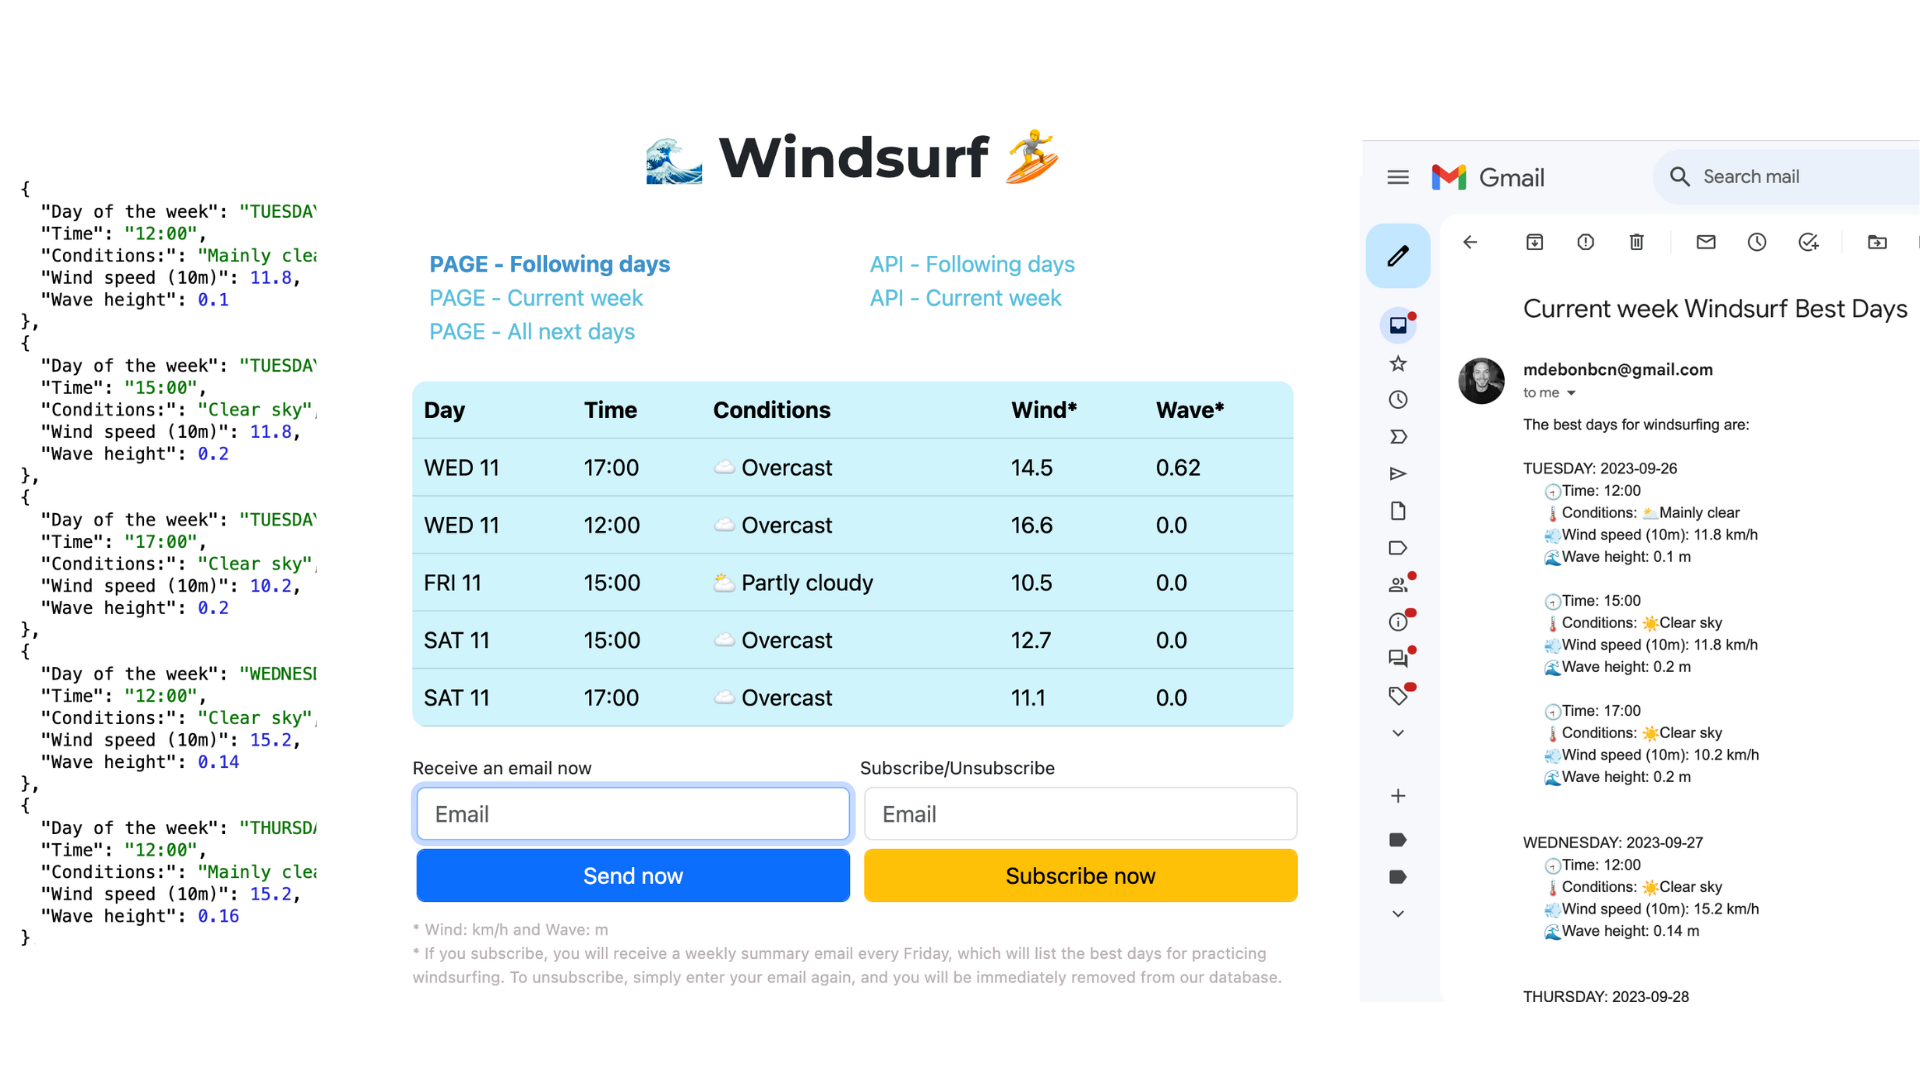 {
"Day of the week": "TUESDAY
"Time": "12:00",
"Conditions:": "Mainly clea
"Wind speed (10m)": 11.8,
"Wave height": 0.1
},
{
"Day of the week": "TUESDAY
"Time": "15:00",
"Conditions:": "Clear sky",
"Wind speed (10m)": 11.8,
"Wave height": 0.2
},
{
"Day of the week": "TUESDAY
"Time": "17:00",
"Conditions:": "Clear sky",
"Wind speed (10m)": 10.2,
"Wave height": 0.2
},
{
"Day of the week": "WEDNESD
"Time": "12:00",
"Conditions:": "Clear sky",
"Wind speed (10m)": 15.2,
"Wave height": 0.14
},
{
"Day of the week": "THURSDA
"Time": "12:00",
"Conditions:": "Mainly clea
"Wind speed (10m)": 15.2,
"Wave height": 0.16
}
🌊 Windsurf 🏄
PAGE - Following days
PAGE - Current week
PAGE - All next days
API - Following days
API - Current week
Day Time Conditions Wind* Wave*
WED 11 17:00 ☁️ Overcast 14.5 0.62
WED 11 12:00 ☁️ Overcast 16.6 0.0
FRI 11 15:00 🌥️ Partly cloudy 10.5 0.0
SAT 11 15:00 ☁️ Overcast 12.7 0.0
SAT 11 17:00 ☁️ Overcast 11.1 0.0
Receive an email now
Email
Send now
Subscribe/Unsubscribe
Email
Subscribe now
* Wind: km/h and Wave: m
* If you subscribe, you will receive a weekly summary email every Friday, which will list the best days for practicing
windsurfing. To unsubscribe, simply enter your email again, and you will be immediately removed from our database.
Gmail
Search mail
Current week Windsurf Best Days
mdebonbcn@gmail.com
to me
The best days for windsurfing are:
TUESDAY: 2023-09-26
🕣Time: 12:00
🌡️Conditions: 🌥️Mainly clear
💨Wind speed (10m): 11.8 km/h
🌊Wave height: 0.1 m
🕣Time: 15:00
🌡️Conditions: ☀️Clear sky
💨Wind speed (10m): 11.8 km/h
🌊Wave height: 0.2 m
🕣Time: 17:00
🌡️Conditions: ☀️Clear sky
💨Wind speed (10m): 10.2 km/h
🌊Wave height: 0.2 m
WEDNESDAY: 2023-09-27
🕣Time: 12:00
🌡️Conditions: ☀️Clear sky
💨Wind speed (10m): 15.2 km/h
🌊Wave height: 0.14 m
THURSDAY: 2023-09-28